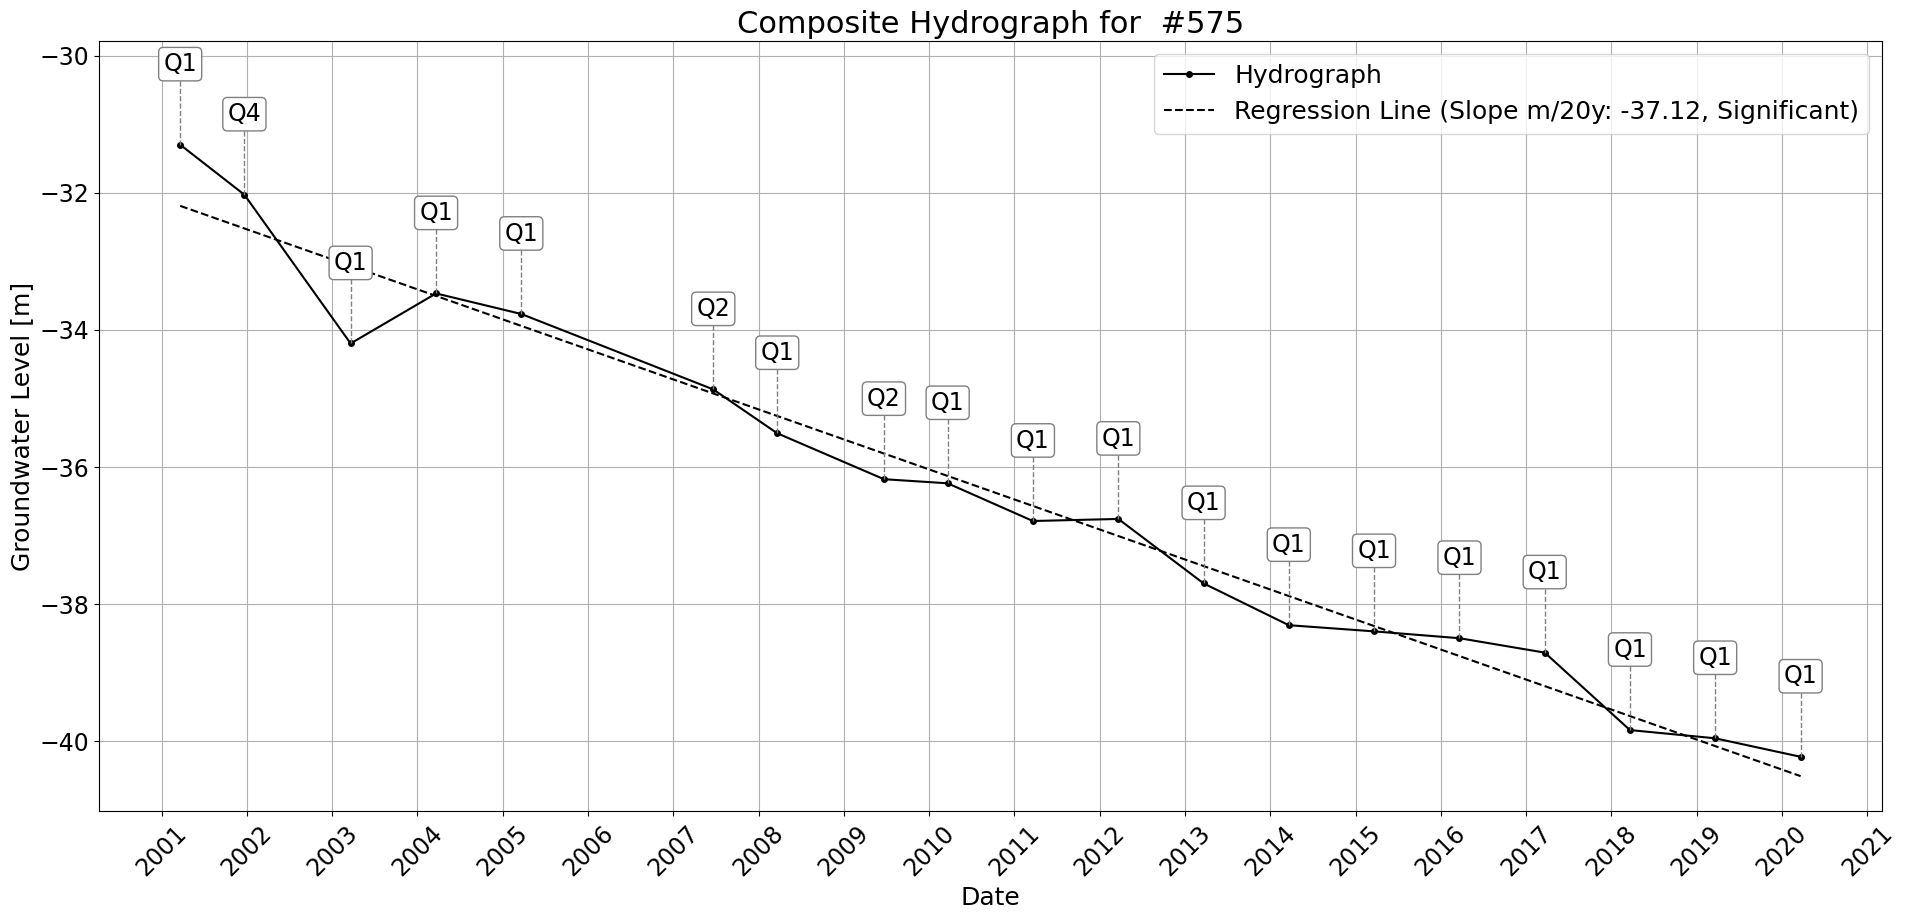 Composite Hydrograph for  #575
Hydrograph
Regression Line (Slope m/20y: -37.12, Significant)
Groundwater Level [m]
−30
−32
−34
−36
−38
−40
Q1
Q4
Q1
Q1
Q1
Q2
Q1
Q2
Q1
Q1
Q1
Q1
Q1
Q1
Q1
Q1
Q1
Q1
Q1
2001
2002
2003
2004
2005
2006
2007
2008
2009
2010
2011
2012
2013
2014
2015
2016
2017
2018
2019
2020
2021
Date